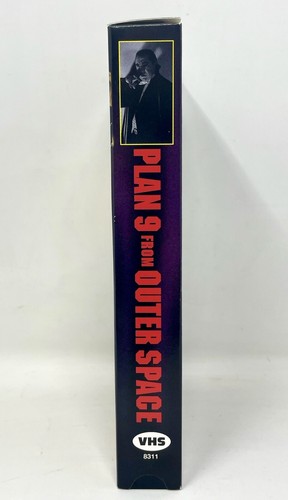 PLAN 9 FROM OUTER SPACE
VHS
8311